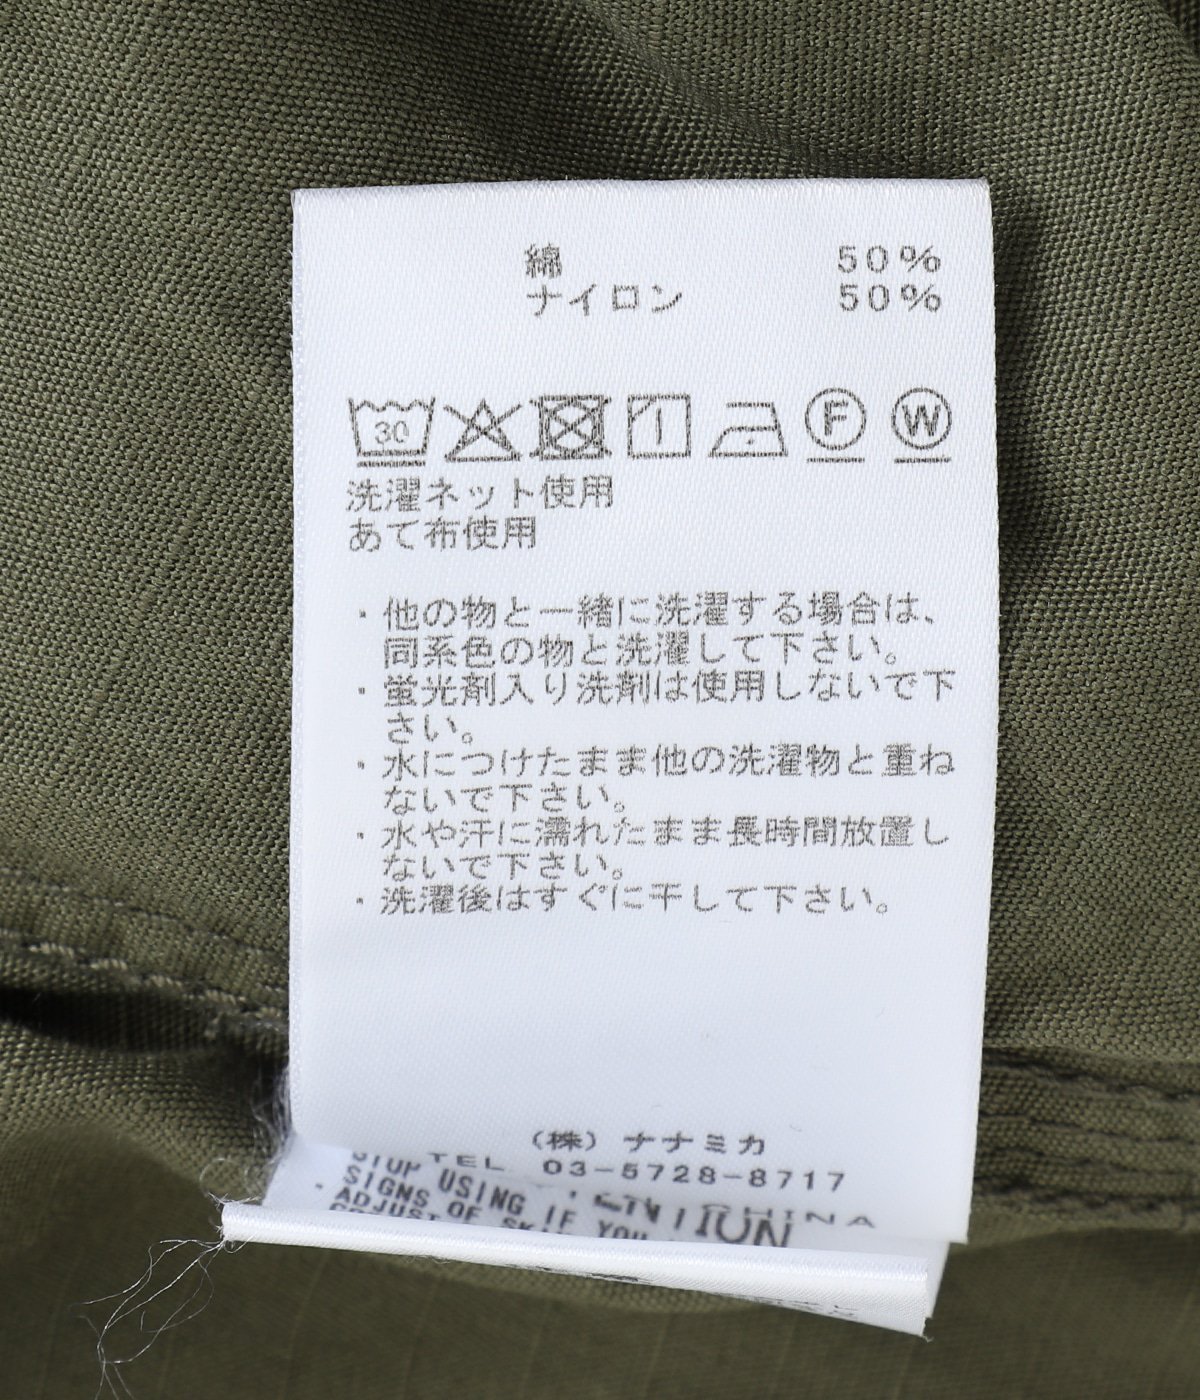 綿 50%
ナイロン 50%
30 F W
洗濯ネット使用
あて布使用
・他の物と一緒に洗濯する場合は、
同系色の物と洗濯して下さい。
・蛍光剤入り洗剤は使用しないで下
さい。
・水につけたまま他の洗濯物と重ね
ないで下さい。
・水や汗に濡れたまま長時間放置し
ないで下さい。
・洗濯後はすぐに干して下さい。
(株)ナナミカ
TEL 03-5728-8717
CHINA
STOP USING
SIGNS OF SK
IF YOU